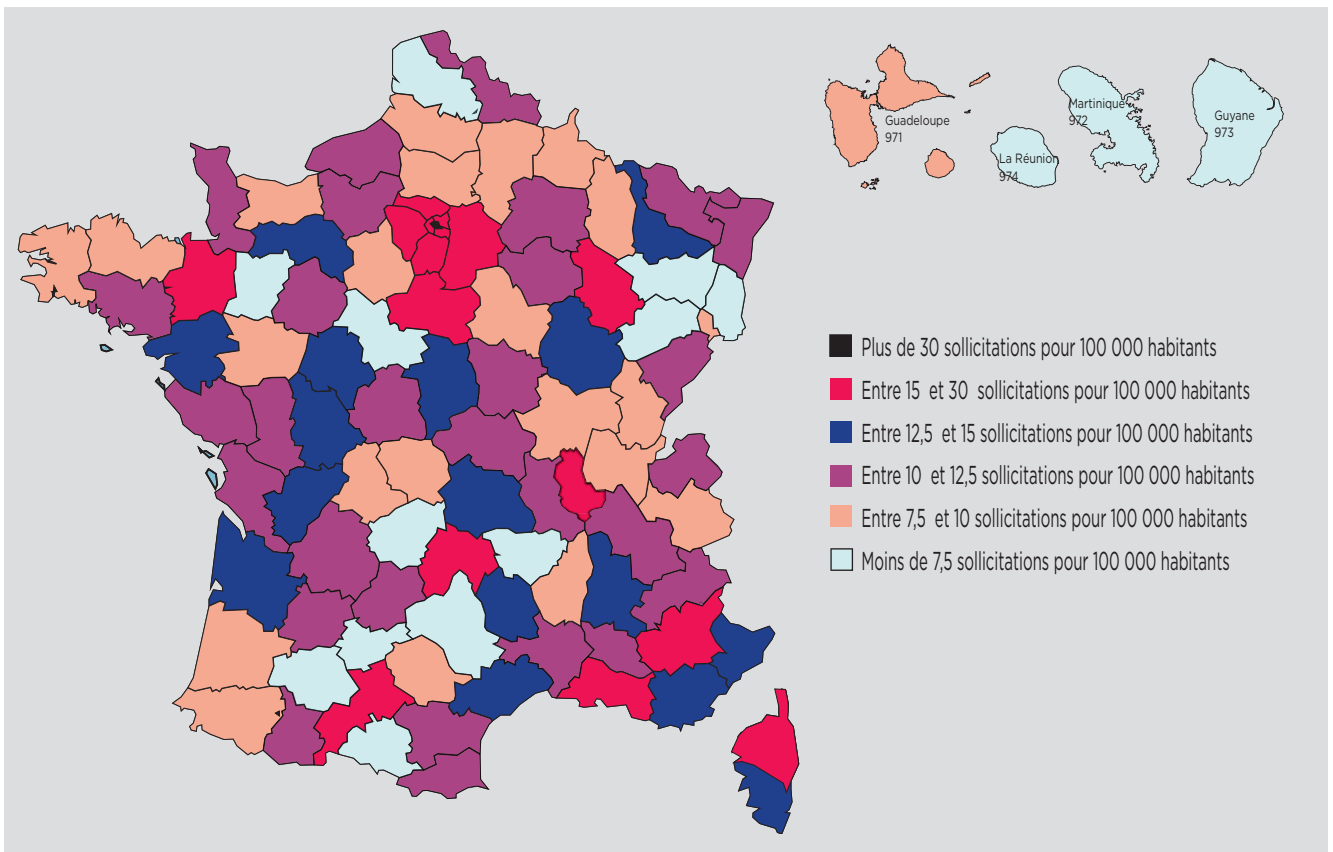 Guadeloupe
971
La Réunion
974
Martinique
972
Guyane
973
Plus de 30 sollicitations pour 100 000 habitants
Entre 15 et 30 sollicitations pour 100 000 habitants
Entre 12,5 et 15 sollicitations pour 100 000 habitants
Entre 10 et 12,5 sollicitations pour 100 000 habitants
Entre 7,5 et 10 sollicitations pour 100 000 habitants
Moins de 7,5 sollicitations pour 100 000 habitants